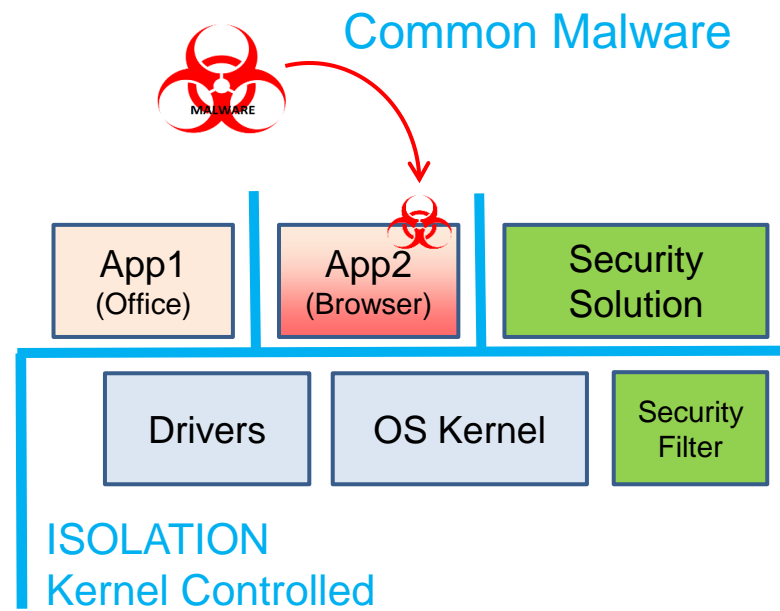 Common Malware
MALWARE
App1
(Office)
App2
(Browser)
Security
Solution
Drivers
OS Kernel
Security
Filter
ISOLATION
Kernel Controlled